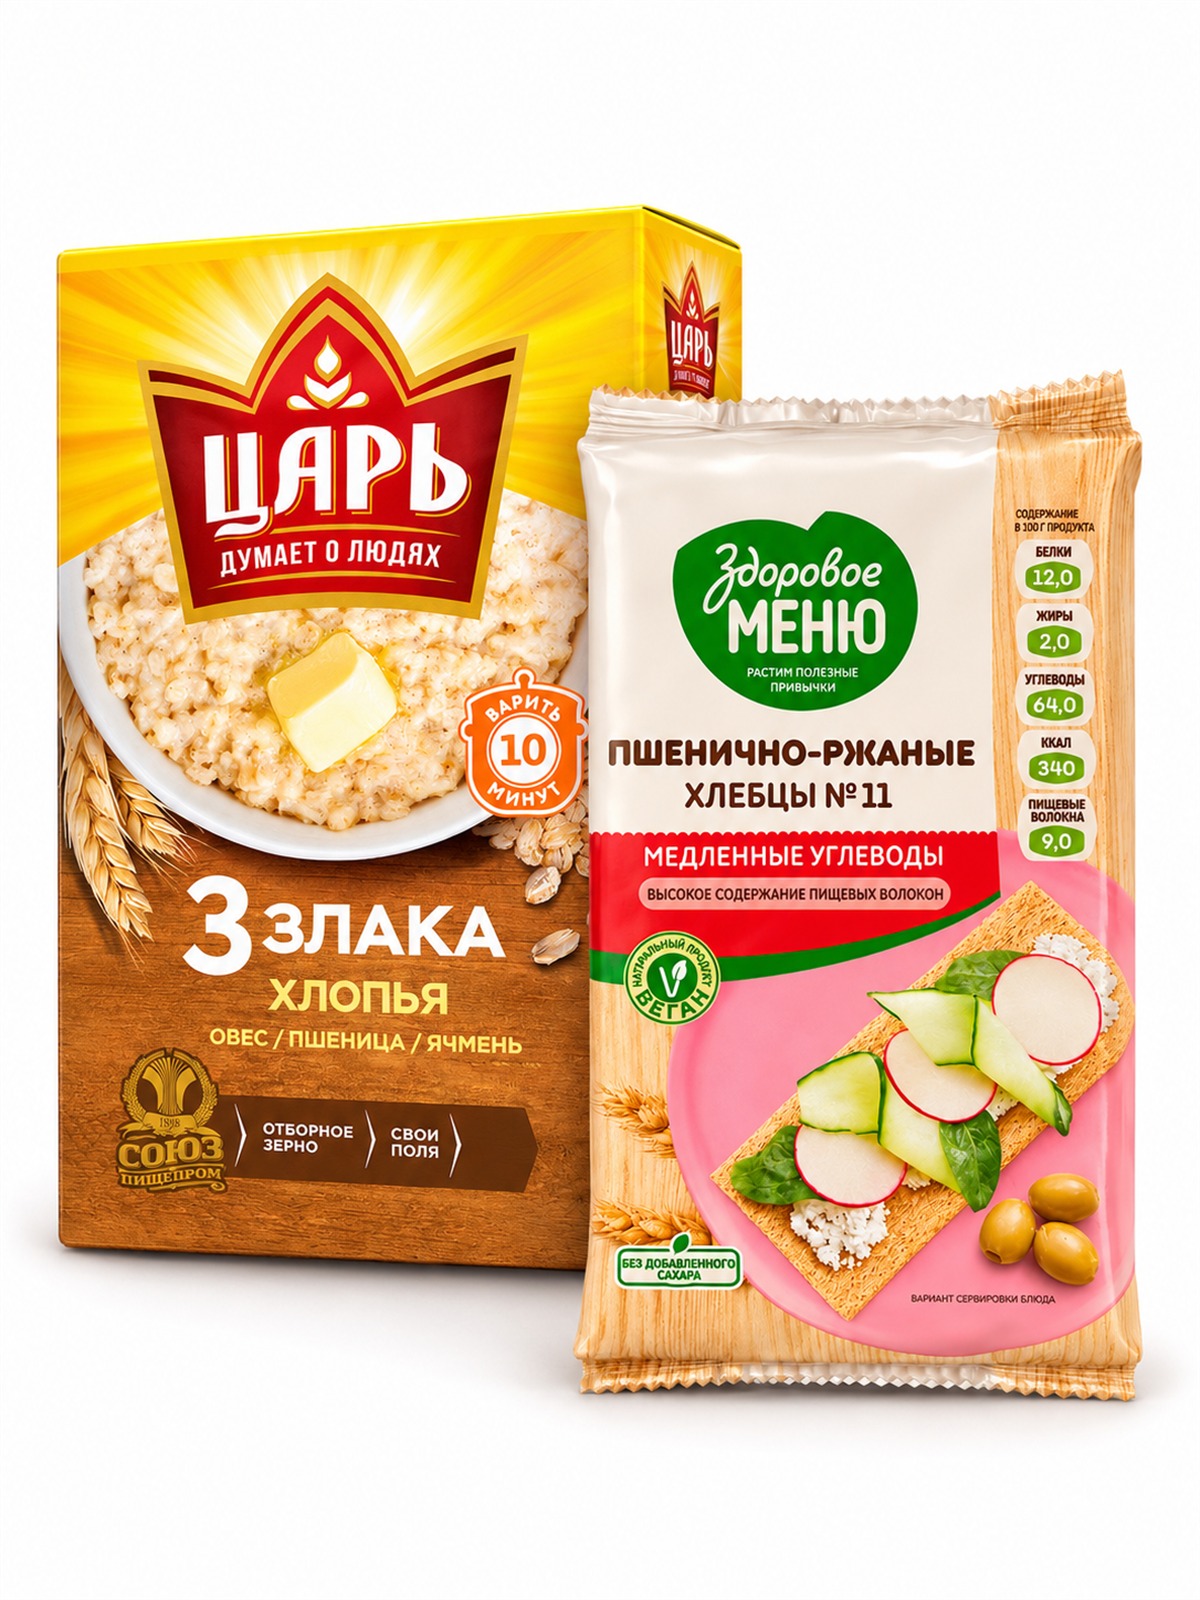 ЦАРЬ
ДУМАЕТ О ЛЮДЯХ
ВАРИТЬ
10
МИНУТ
3 ЗЛАКА
ХЛОПЬЯ
ОВЕС / ПШЕНИЦА / ЯЧМЕНЬ
1898
СОЮЗ
ПИЩЕПРОМ
ОТБОРНОЕ
ЗЕРНО
СВОИ
ПОЛЯ
ЦАРЬ
Здоровое
МЕНЮ
РАСТИМ ПОЛЕЗНЫЕ
ПРИВЫЧКИ
ПШЕНИЧНО-РЖАНЫЕ
ХЛЕБЦЫ № 11
МЕДЛЕННЫЕ УГЛЕВОДЫ
ВЫСОКОЕ СОДЕРЖАНИЕ ПИЩЕВЫХ ВОЛОКОН
НАТУРАЛЬНЫЙ ПРОДУКТ
ВЕГАН
СОДЕРЖАНИЕ
В 100 Г ПРОДУКТА
БЕЛКИ
12,0
ЖИРЫ
2,0
УГЛЕВОДЫ
64,0
ККАЛ
340
ПИЩЕВЫЕ
ВОЛОКНА
9,0
БЕЗ ДОБАВЛЕННОГО
САХАРА
ВАРИАНТ СЕРВИРОВКИ БЛЮДА